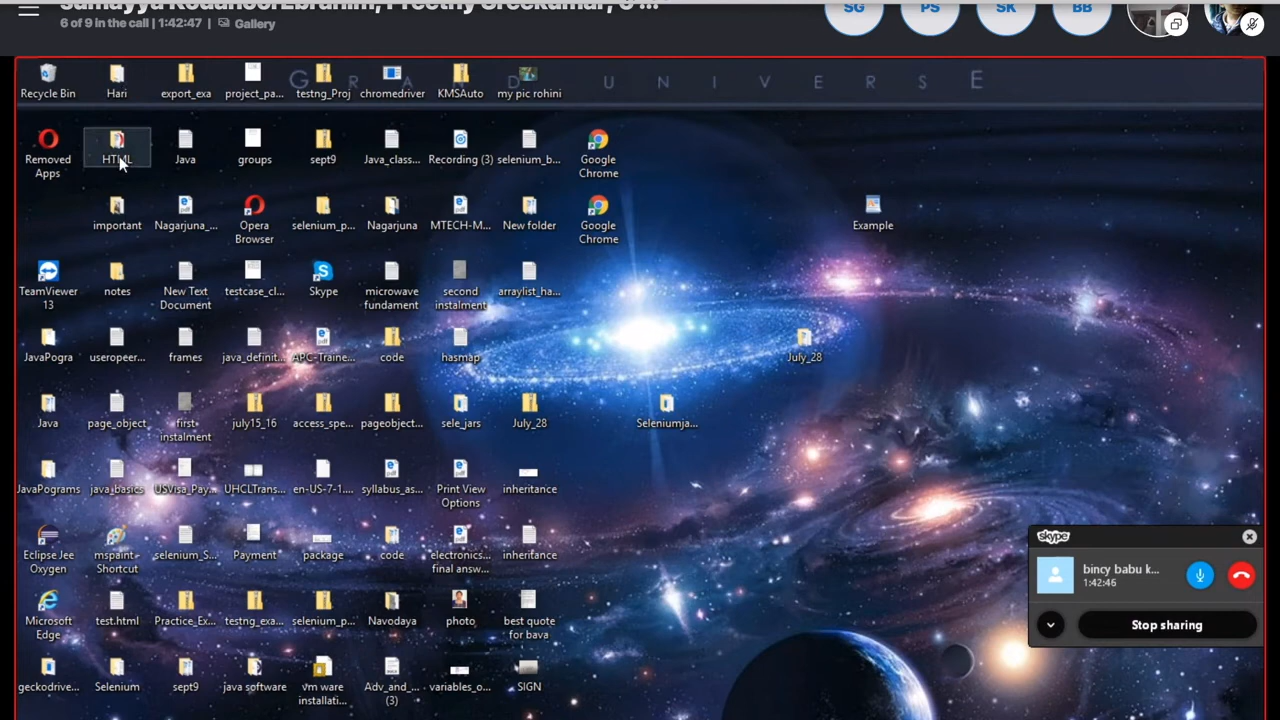 6 of 9 in the call | 1:42:47 | Gallery
SG PS SK BB
G R A N D U N I V E R S E
Recycle Bin Hari export_exa project_pa... testng_Proj chromedriver KMSAuto my pic rohini
Removed Apps HTML Java groups sept9 Java_class... Recording (3) selenium_b... Google Chrome
important Nagarjuna_... Opera Browser selenium_p... Nagarjuna MTECH-M... New folder Google Chrome Example
TeamViewer 13 notes New Text Document testcase_cl... Skype microwave fundament second instalment arraylist_ha...
JavaPogra useropeer... frames java_definit... APC-Traine... code hasmap July_28
Java page_object first instalment july15_16 access_spe... pageobject... sele_jars July_28 Seleniumja...
JavaPograms java_basics USVisa_Pay... UHCLTrans... en-US-7-1.... syllabus_as... Print View Options inheritance
Eclipse Jee Oxygen mspaint - Shortcut selenium_S... Payment package code electronics... final answ... inheritance
Microsoft Edge test.html Practice_Ex... testng_exa... selenium_p... Navodaya photo best quote for bava
geckodrive... Selenium sept9 java software vm ware installati... Adv_and_... (3) variables_o... SIGN
skype
bincy babu k...
1:42:46
Stop sharing